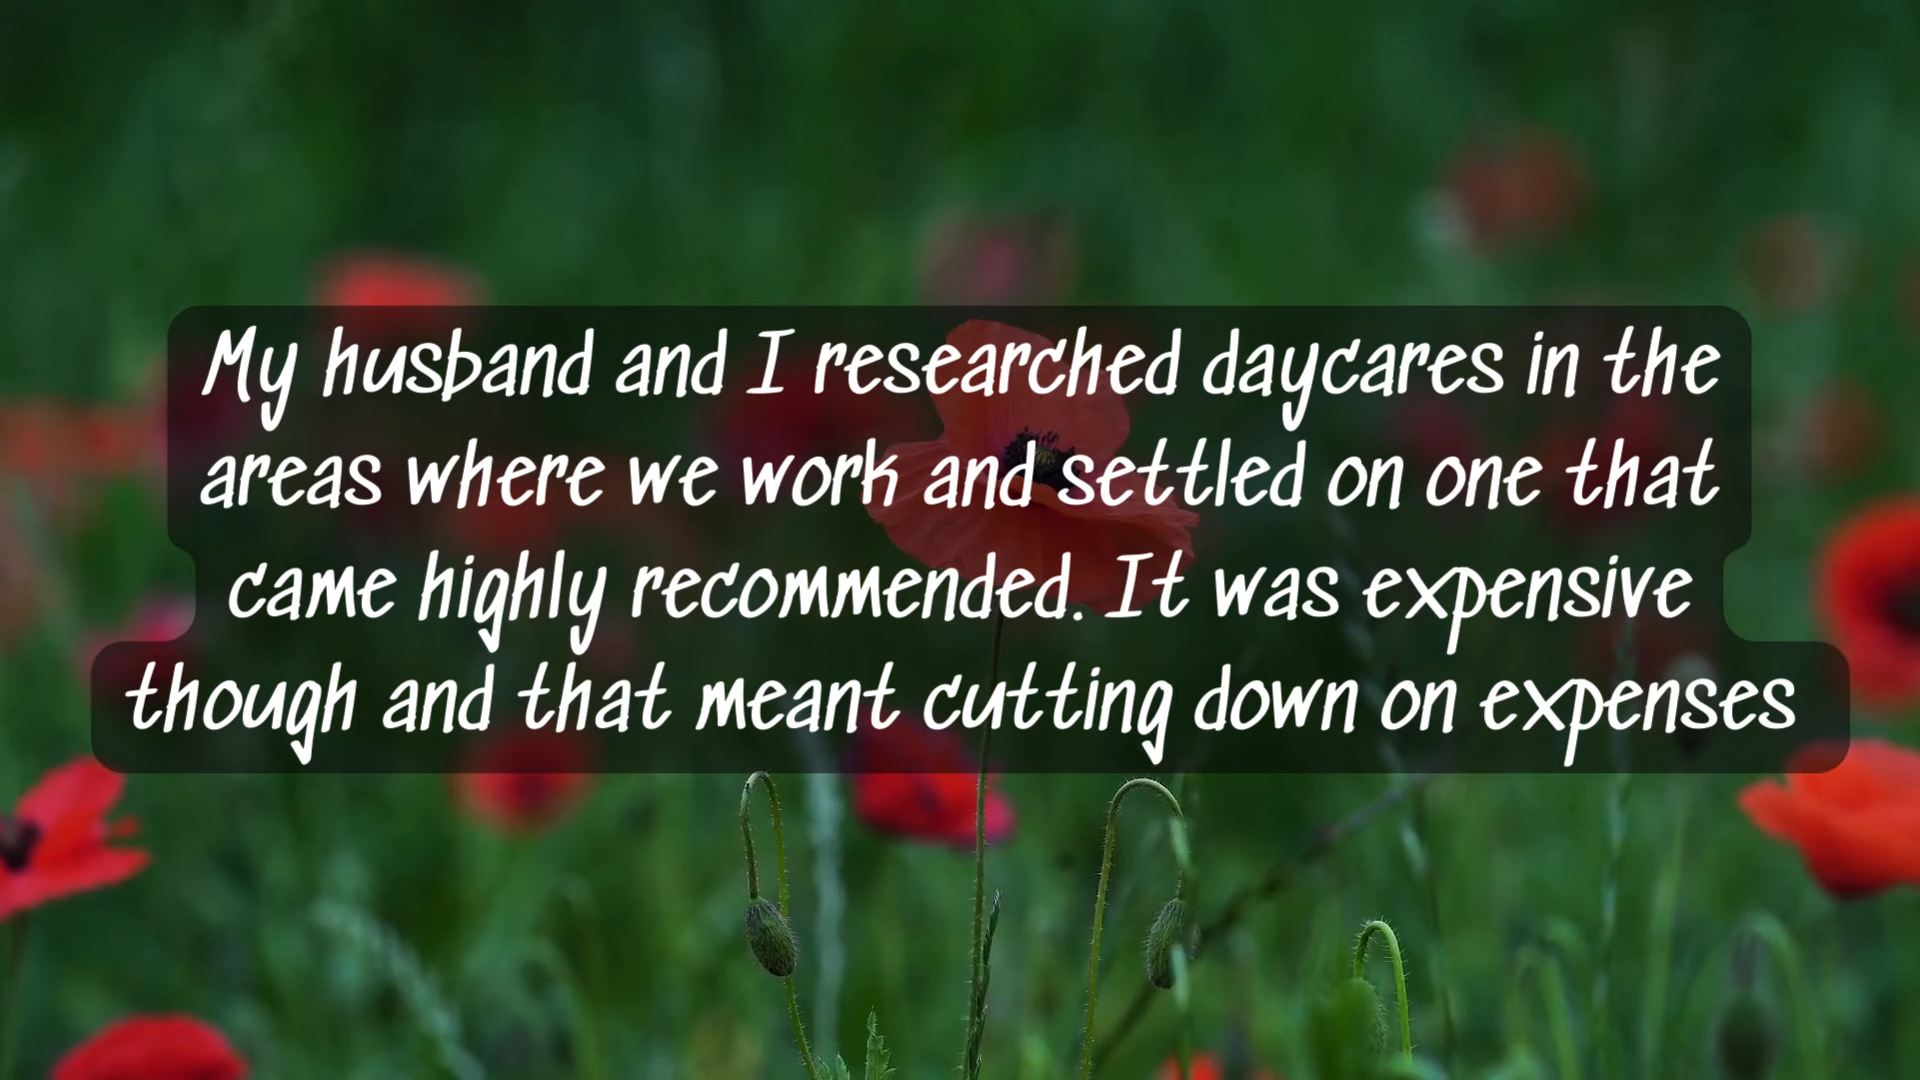 My husband and I researched daycares in the
areas where we work and settled on one that
came highly recommended. It was expensive
though and that meant cutting down on expenses